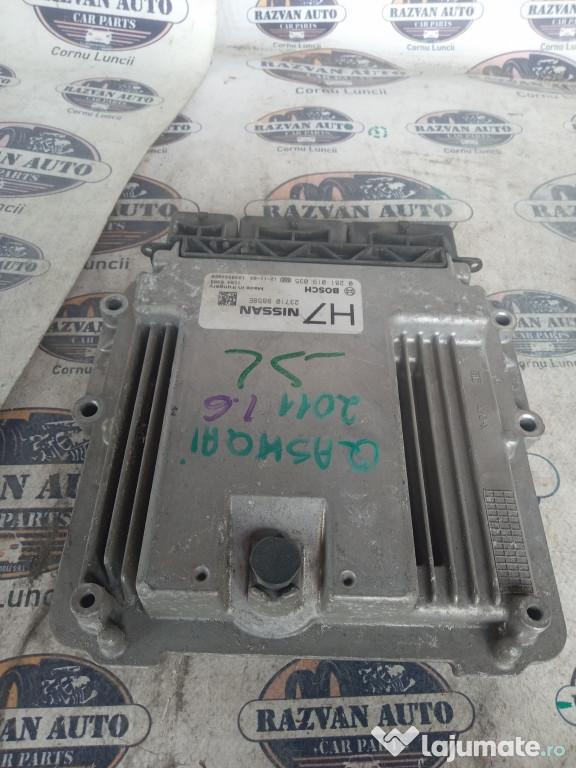 RAZVAN AUTO
CAR PARTS
Cornu Luncii
BOSCH
0 281 019 035
Made in Hungary
H7
NISSAN
23710 BB58E
QASHQAI
2011 1.6
lajumate.ro